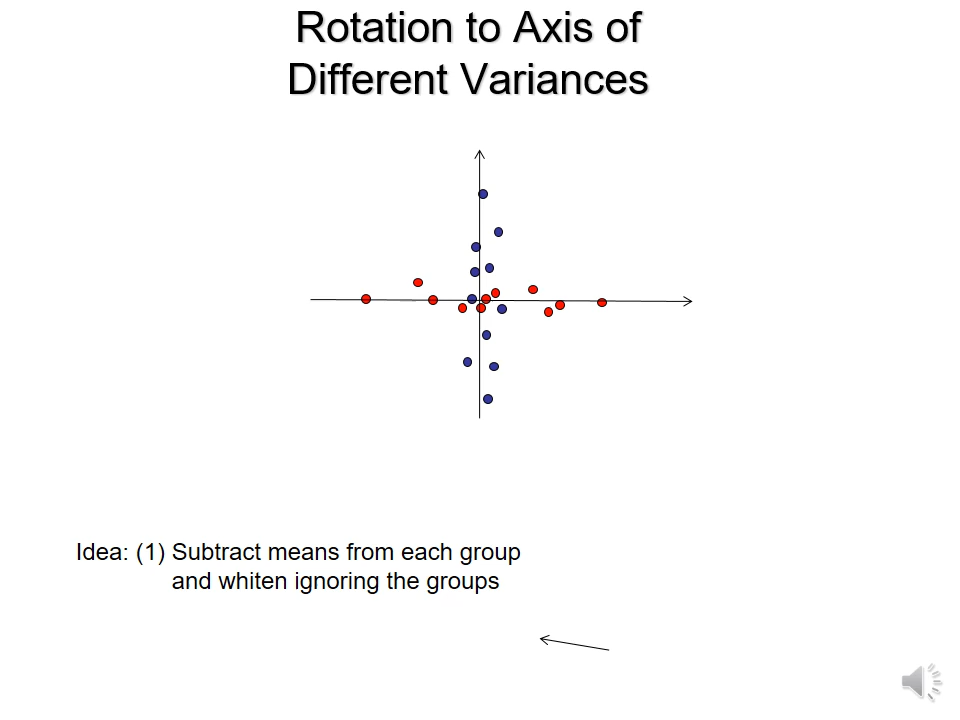 Rotation to Axis of
Different Variances
Idea: (1) Subtract means from each group
and whiten ignoring the groups